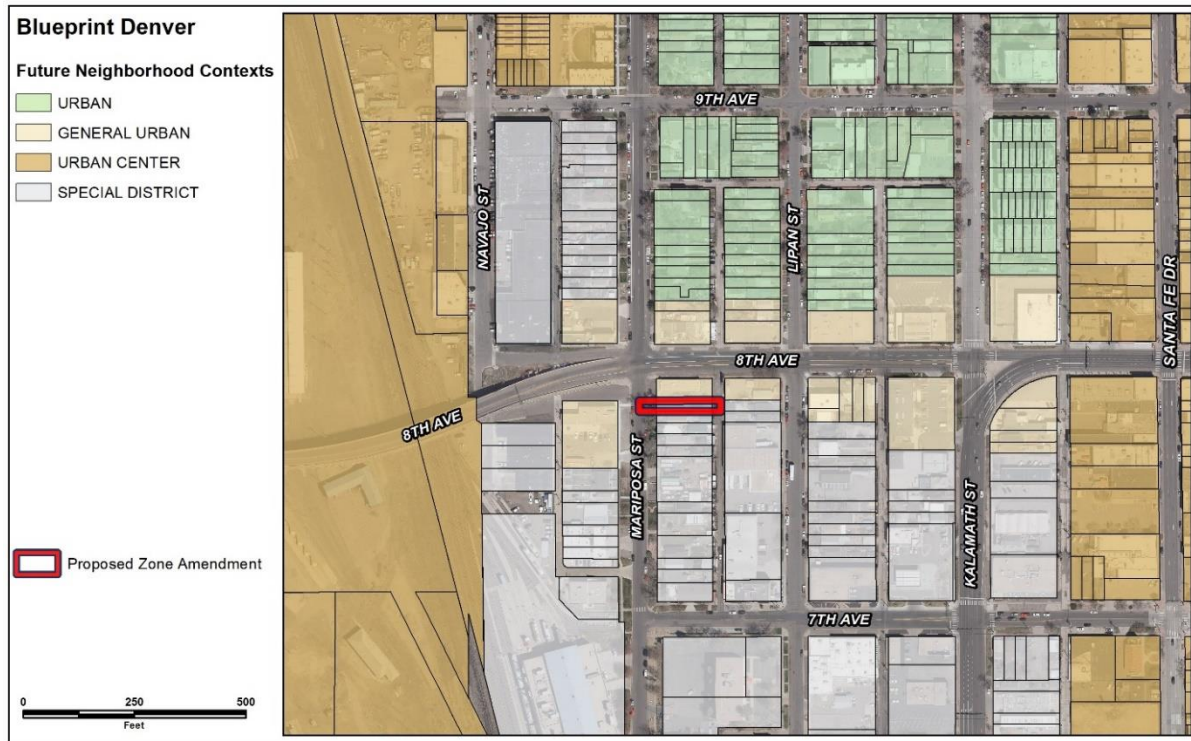 Blueprint Denver
Future Neighborhood Contexts
URBAN
GENERAL URBAN
URBAN CENTER
SPECIAL DISTRICT
Proposed Zone Amendment
0 250 500
Feet
9TH AVE
NAVAJO ST
LIPAN ST
SANTA FE DR
8TH AVE
8TH AVE
MARIPOSA ST
KALAMATH ST
7TH AVE